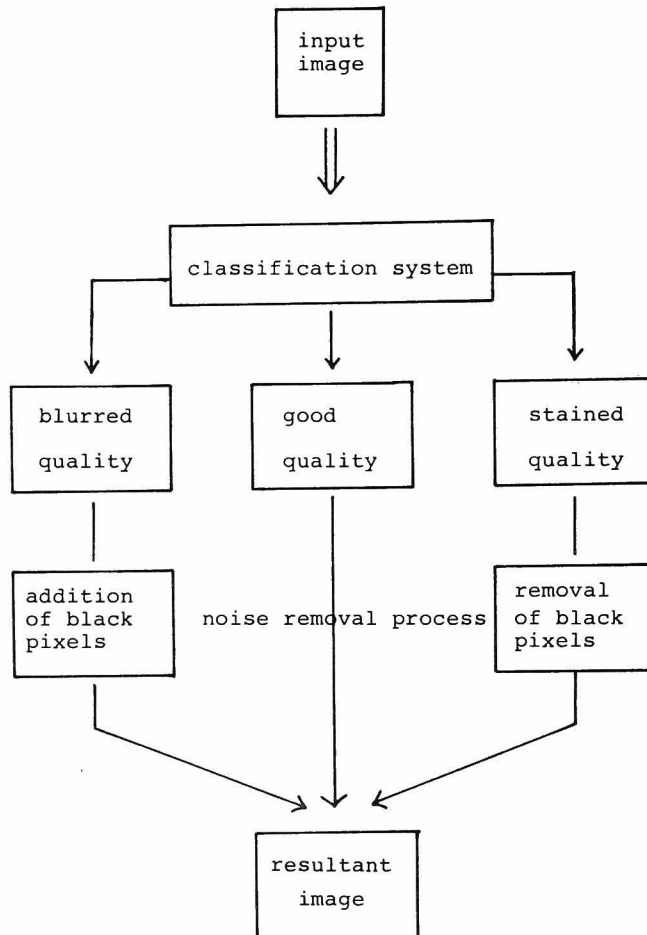 input
image
classification system
blurred
quality
good
quality
stained
quality
addition
of black
pixels
noise removal process
removal
of black
pixels
resultant
image